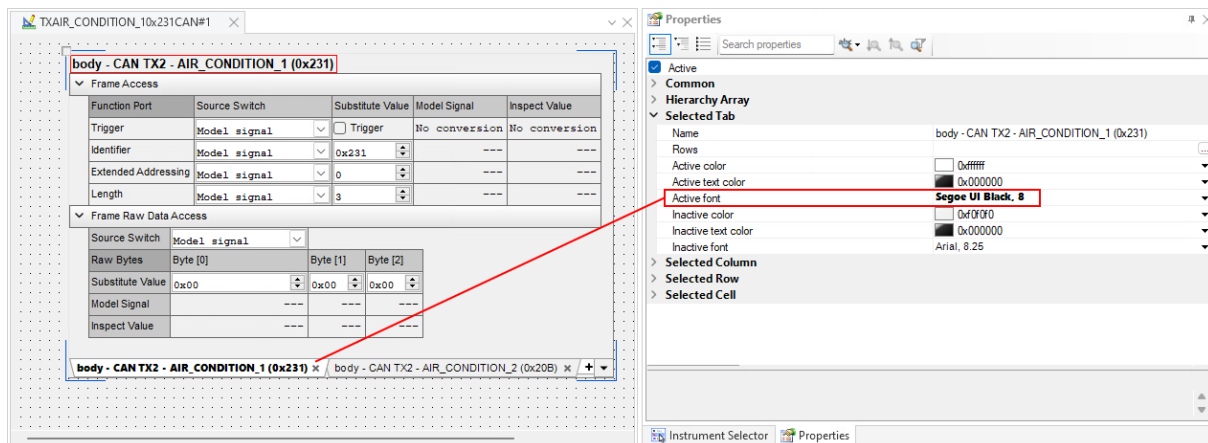 TXAIR_CONDITION_10x231CAN#1
body - CAN TX2 - AIR_CONDITION_1 (0x231)
Frame Access
Function Port Source Switch Substitute Value Model Signal Inspect Value
Trigger Model signal Trigger No conversion No conversion
Identifier Model signal 0x231 --- ---
Extended Addressing Model signal 0 --- ---
Length Model signal 3 --- ---
Frame Raw Data Access
Source Switch Model signal
Raw Bytes Byte [0] Byte [1] Byte [2]
Substitute Value 0x00 0x00 0x00
Model Signal --- --- ---
Inspect Value --- --- ---
body - CAN TX2 - AIR_CONDITION_1 (0x231) body - CAN TX2 - AIR_CONDITION_2 (0x20B)
Properties
Search properties
Active
Common
Hierarchy Array
Selected Tab
Name body - CAN TX2 - AIR_CONDITION_1 (0x231)
Rows ...
Active color 0xffffff
Active text color 0x000000
Active font Segoe UI Black, 8
Inactive color 0xf0f0f0
Inactive text color 0x000000
Inactive font Arial, 8.25
Selected Column
Selected Row
Selected Cell
Instrument Selector Properties